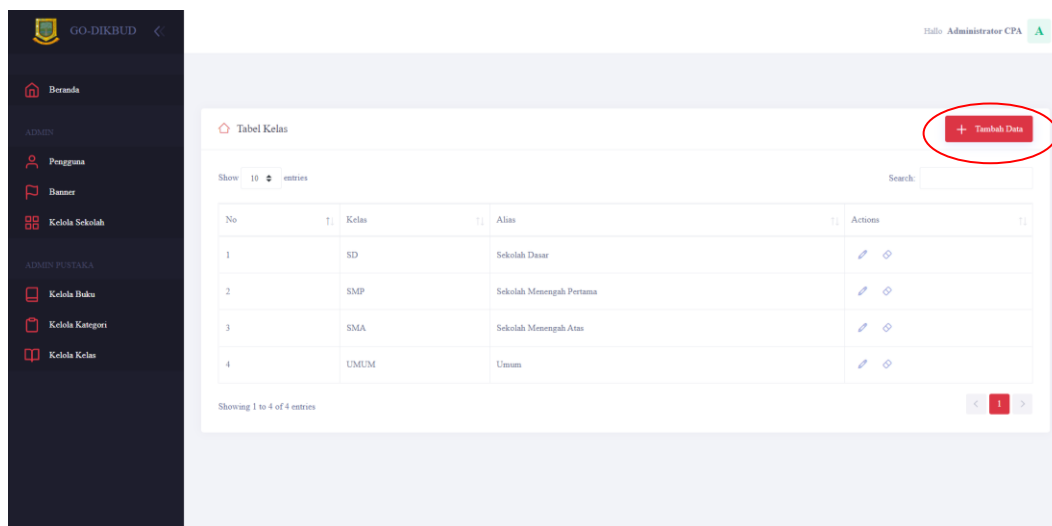 GO-DIKBUD
Hallo Administrator CPA A
Beranda
ADMIN
Pengguna
Banner
Kelola Sekolah
ADMIN PUSTAKA
Kelola Buku
Kelola Kategori
Kelola Kelas
Tabel Kelas
+ Tambah Data
Show 10 entries
Search:
No Kelas Alias Actions
1 SD Sekolah Dasar
2 SMP Sekolah Menengah Pertama
3 SMA Sekolah Menengah Atas
4 UMUM Umum
Showing 1 to 4 of 4 entries
< 1 >